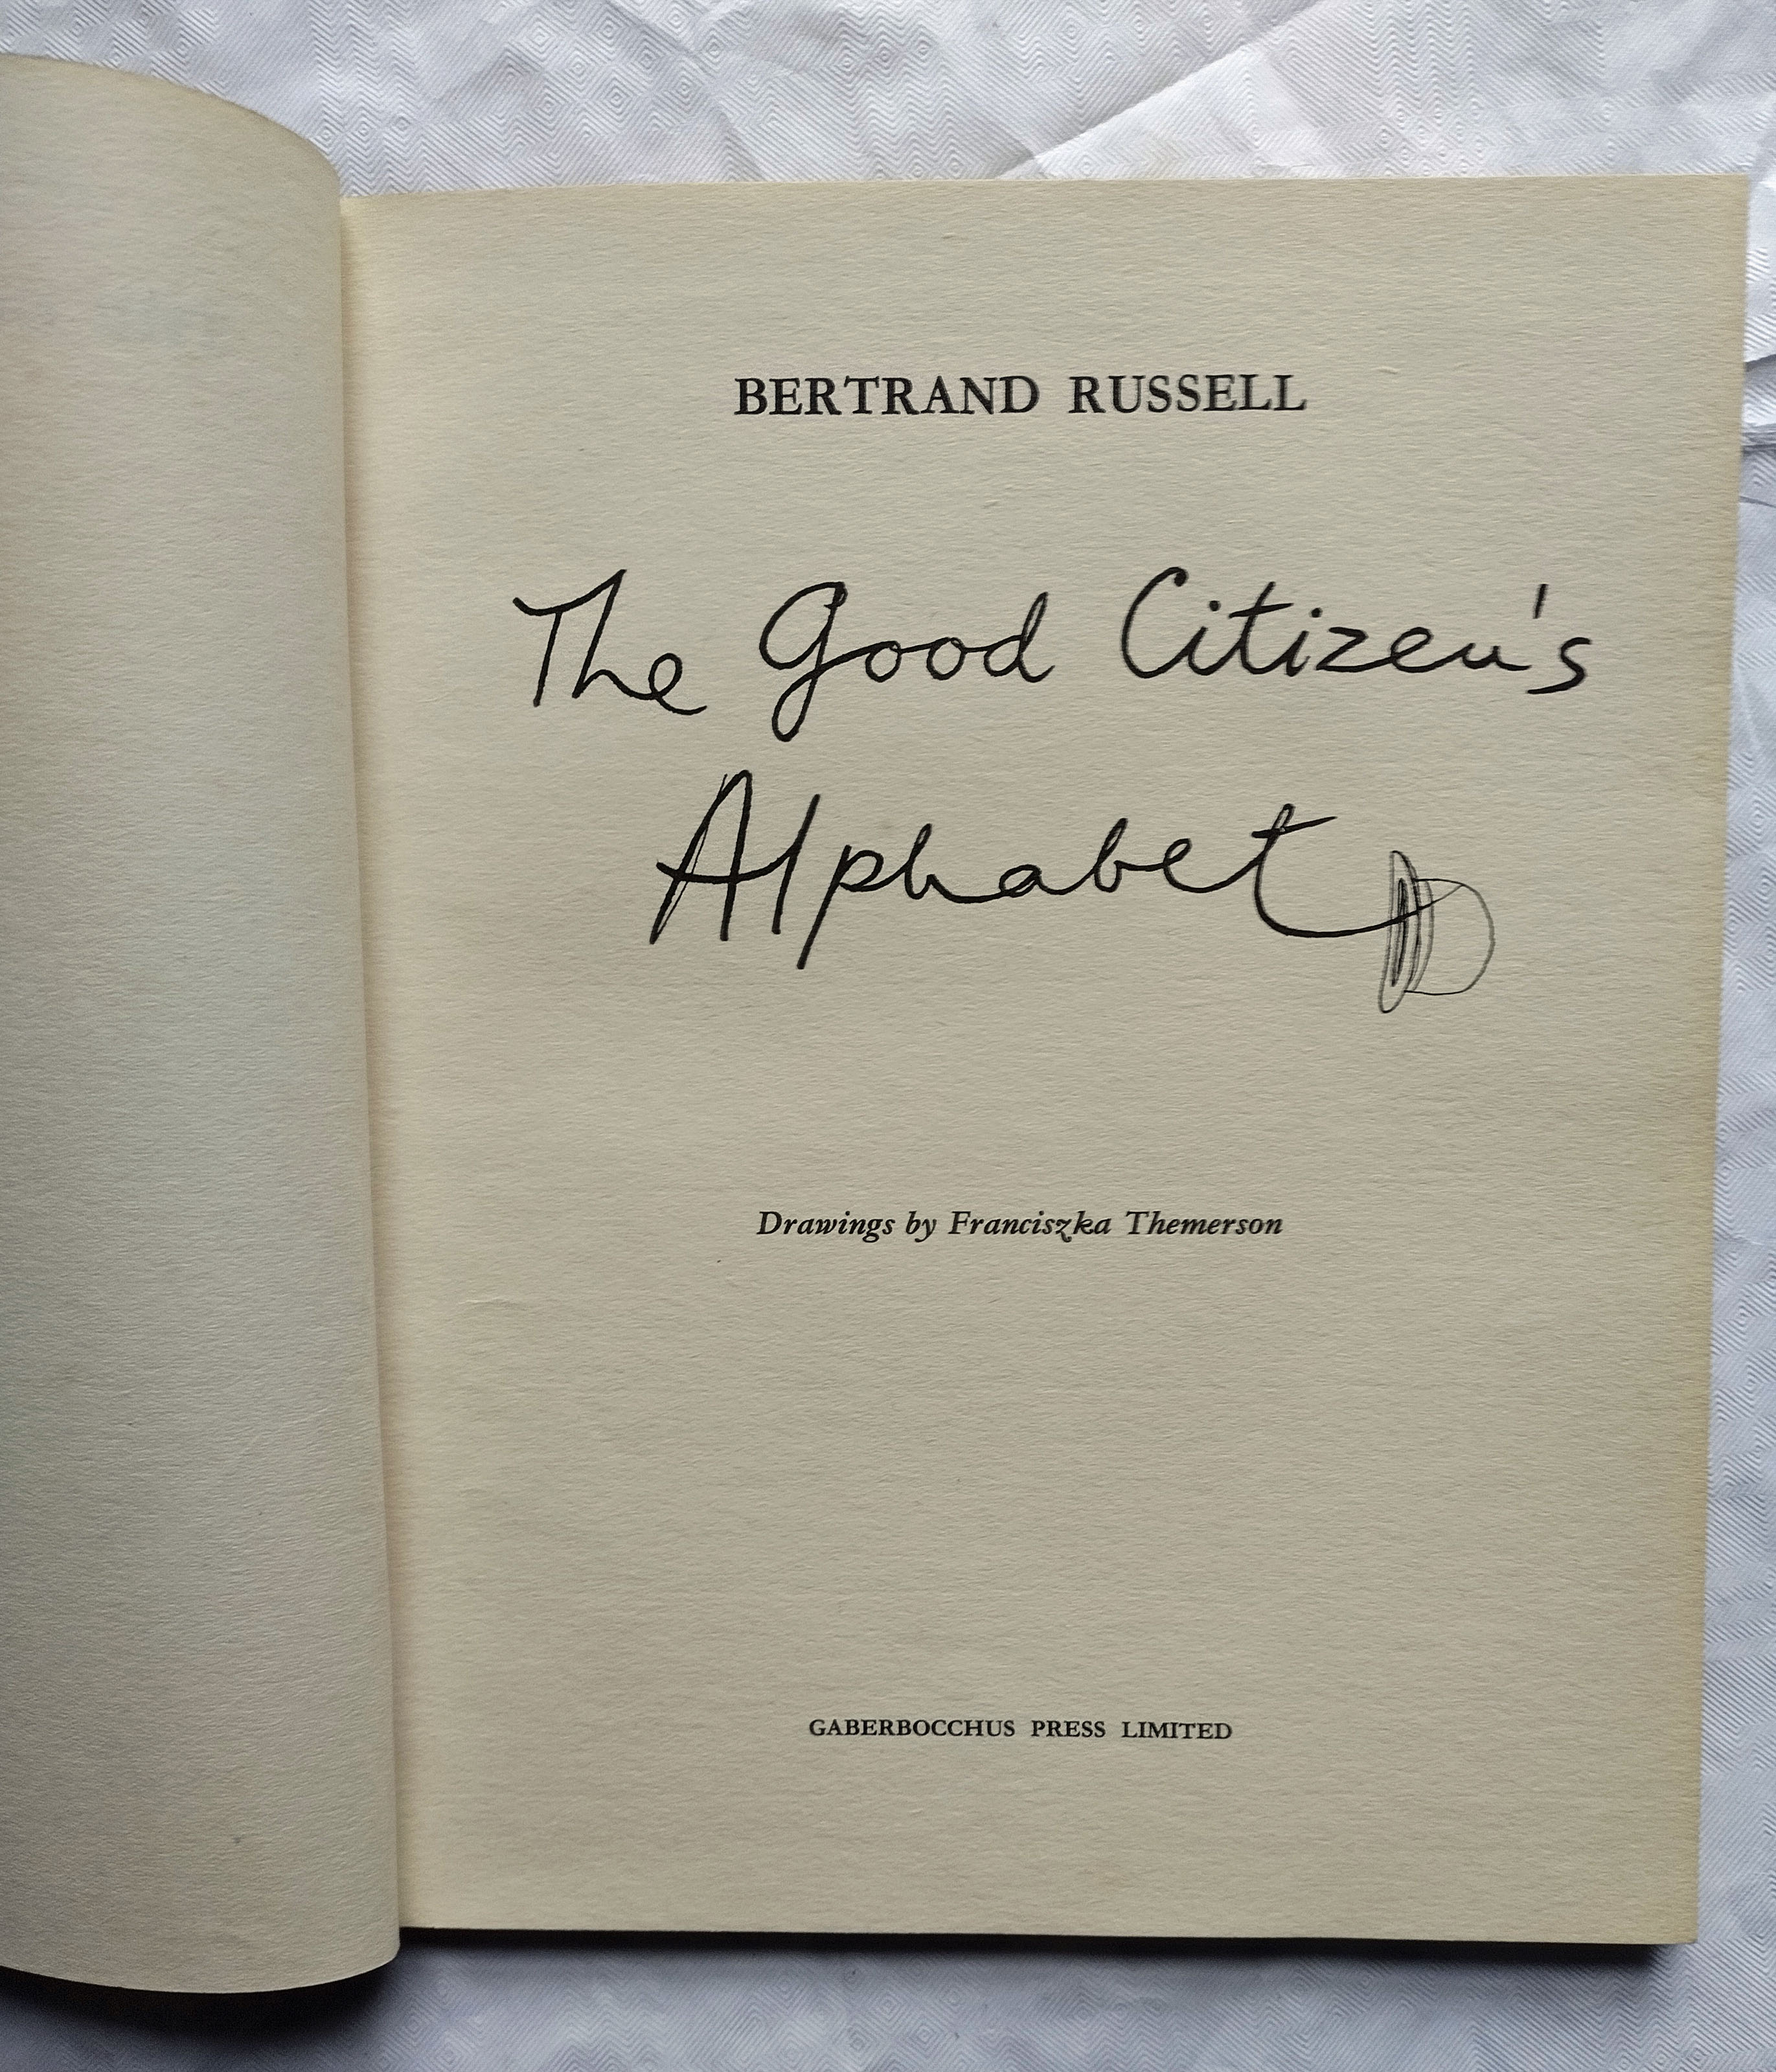 BERTRAND RUSSELL
The Good Citizen's
Alphabet
Drawings by Franciszka Themerson
GABERBOCCHUS PRESS LIMITED